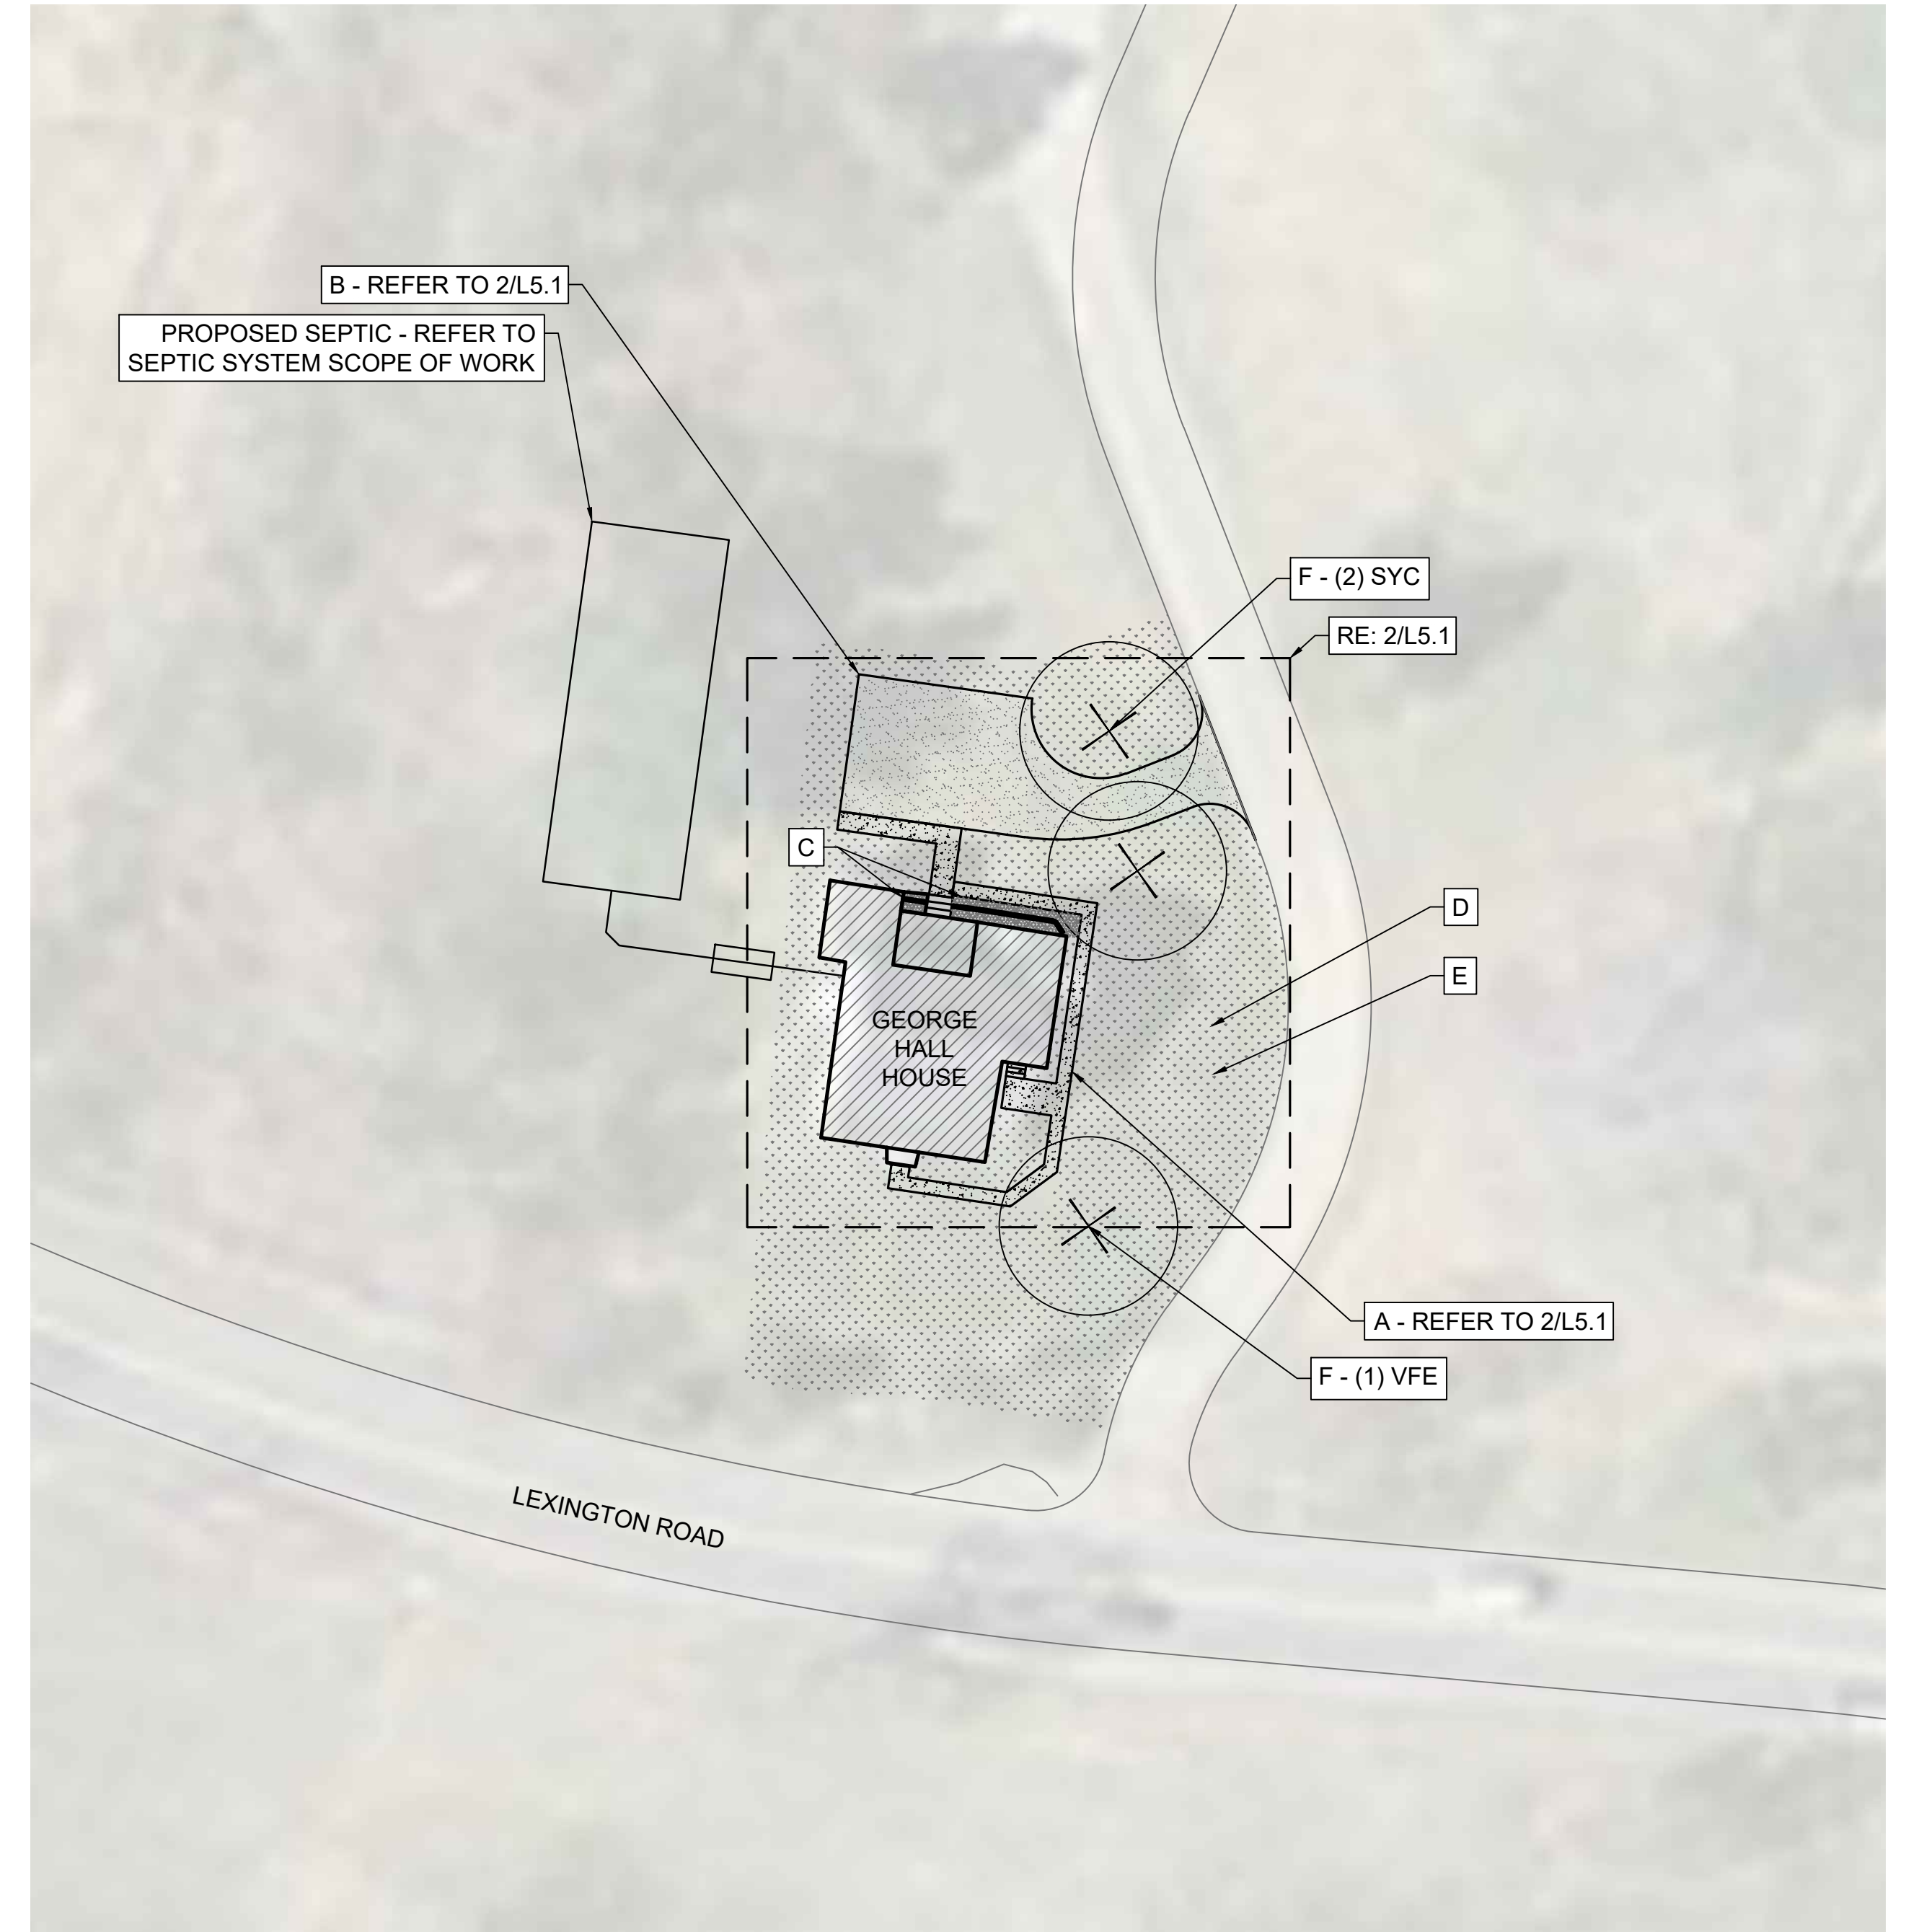 B - REFER TO 2/L5.1
PROPOSED SEPTIC - REFER TO
SEPTIC SYSTEM SCOPE OF WORK
F - (2) SYC
RE: 2/L5.1
C
D
E
GEORGE
HALL
HOUSE
A - REFER TO 2/L5.1
F - (1) VFE
LEXINGTON ROAD